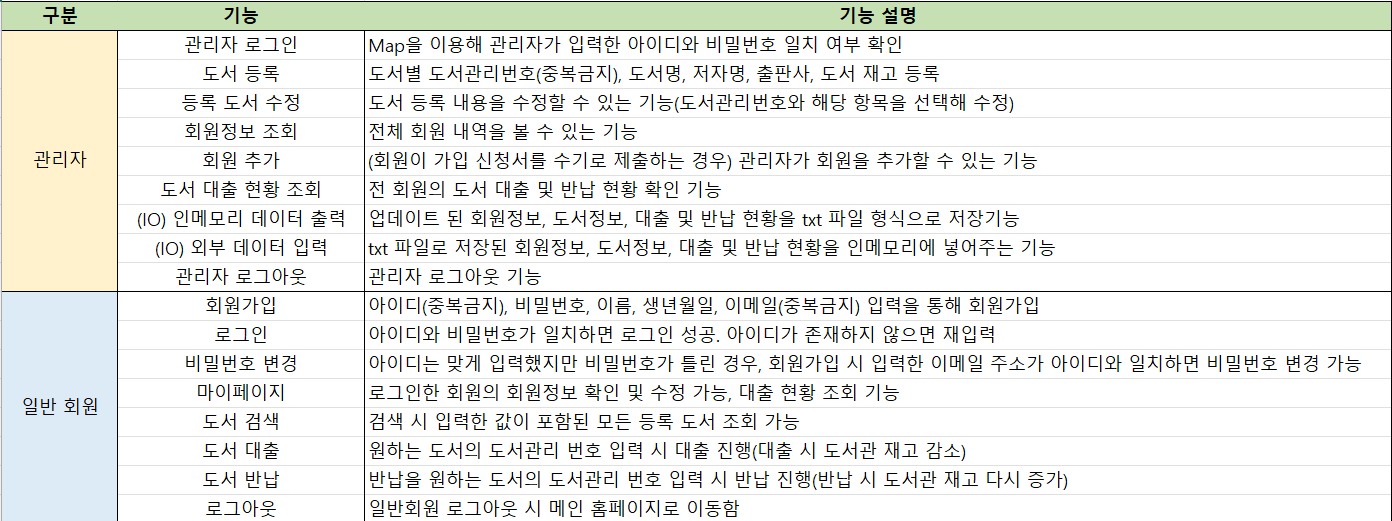 구분 기능 기능 설명
관리자 로그인 Map을 이용해 관리자가 입력한 아이디와 비밀번호 일치 여부 확인
도서 등록 도서별 도서관리번호(중복금지), 도서명, 저자명, 출판사, 도서 재고 등록
등록 도서 수정 도서 등록 내용을 수정할 수 있는 기능(도서관리번호와 해당 항목을 선택해 수정)
회원정보 조회 전체 회원 내역을 볼 수 있는 기능
관리자 회원 추가 (회원이 가입 신청서를 수기로 제출하는 경우) 관리자가 회원을 추가할 수 있는 기능
도서 대출 현황 조회 전 회원의 도서 대출 및 반납 현황 확인 기능
(IO) 인메모리 데이터 출력 업데이트 된 회원정보, 도서정보, 대출 및 반납 현황을 txt 파일 형식으로 저장기능
(IO) 외부 데이터 입력 txt 파일로 저장된 회원정보, 도서정보, 대출 및 반납 현황을 인메모리에 넣어주는 기능
관리자 로그아웃 관리자 로그아웃 기능
회원가입 아이디(중복금지), 비밀번호, 이름, 생년월일, 이메일(중복금지) 입력을 통해 회원가입
로그인 아이디와 비밀번호가 일치하면 로그인 성공. 아이디가 존재하지 않으면 재입력
비밀번호 변경 아이디는 맞게 입력했지만 비밀번호가 틀린 경우, 회원가입 시 입력한 이메일 주소가 아이디와 일치하면 비밀번호 변경 가능
마이페이지 로그인한 회원의 회원정보 확인 및 수정 가능, 대출 현황 조회 기능
일반 회원 도서 검색 검색 시 입력한 값이 포함된 모든 등록 도서 조회 가능
도서 대출 원하는 도서의 도서관리 번호 입력 시 대출 진행(대출 시 도서관 재고 감소)
도서 반납 반납을 원하는 도서의 도서관리 번호 입력 시 반납 진행(반납 시 도서관 재고 다시 증가)
로그아웃 일반회원 로그아웃 시 메인 홈페이지로 이동함